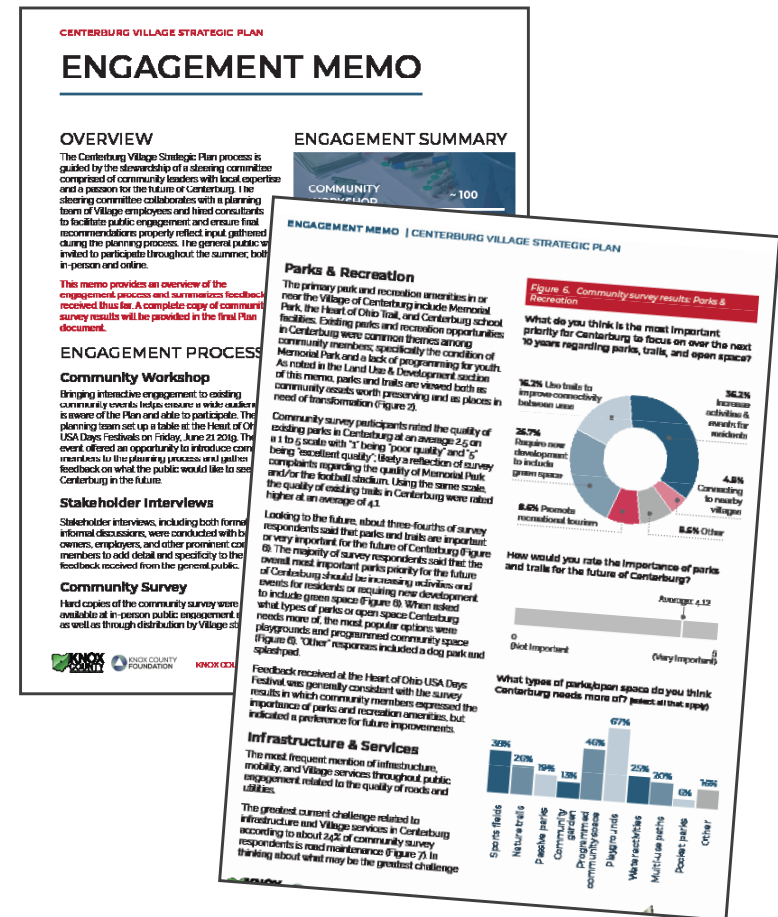 CENTERBURG VILLAGE STRATEGIC PLAN
ENGAGEMENT MEMO
OVERVIEW
The Centerburg Village Strategic Plan process is
guided by the stewardship of a steering committee
comprised of community leaders with local expertise
and a passion for the future of Centerburg. The
steering committee collaborates with a planning
team of Village employees and hired consultants
to facilitate public engagement and ensure final
recommendations properly reflect input gathered
during the planning process. The general public w
invited to participate throughout the summer; both
in-person and online.
This memo provides an overview of the
engagement process and summarizes feedback
received thus far. A complete copy of communit
survey results will be provided in the final Plan
document.
ENGAGEMENT PROCESS
Community Workshop
Bringing interactive engagement to existing
community events helps ensure a wide audien
is aware of the Plan and able to participate. The
planning team set up a table at the Heart of Oh
USA Days Festivals on Friday, June 21 2019. The
event offered an opportunity to introduce com
members to the planning process and gather
feedback on what the public would like to see
Centerburg in the future.
Stakeholder Interviews
Stakeholder interviews, including both formal
informal discussions, were conducted with b
owners, employers, and other prominent co
members to add detail and specificity to the
feedback received from the general public.
Community Survey
Hard copies of the community survey were
available at in-person public engagement
as well as through distribution by Village st
KNOX
COUNTY
KNOX COUNTY
FOUNDATION
KNOX COU
ENGAGEMENT SUMMARY
COMMUNITY
~ 100
ENGAGEMENT MEMO | CENTERBURG VILLAGE STRATEGIC PLAN
Parks & Recreation
The primary park and recreation amenities in or
near the Village of Centerburg include Memorial
Park, the Heart of Ohio Trail, and Centerburg school
facilities. Existing parks and recreation opportunities
in Centerburg were common themes among
community members; specifically the condition of
Memorial Park and a lack of programming for youth.
As noted in the Land Use & Development section
of this memo, parks and trails are viewed both as
community assets worth preserving and as places in
need of transformation (Figure 2).
Community survey participants rated the quality of
existing parks in Centerburg at an average 2.5 on
a 1 to 5 scale with "1" being "poor quality" and "5"
being "excellent quality"; likely a reflection of survey
complaints regarding the quality of Memorial Park
and/or the football stadium. Using the same scale,
the quality of existing trails in Centerburg were rated
higher at an average of 4.1.
Looking to the future, about three-fourths of survey
respondents said that parks and trails are important
or very important for the future of Centerburg (Figure
6). The majority of survey respondents said that the
overall most important parks priority for the future
of Centerburg should be increasing activities and
events for residents or requiring new development
to include green space (Figure 6). When asked
what types of parks or open space Centerburg
needs more of, the most popular options were
playgrounds and programmed community space
(Figure 6). "Other" responses included a dog park and
splashpad.
Feedback received at the Heart of Ohio USA Days
Festival was generally consistent with the survey
results in which community members expressed the
importance of parks and recreation amenities, but
indicated a preference for future improvements.
Infrastructure & Services
The most frequent mention of infrastructure,
mobility, and Village services throughout public
engagement related to the quality of roads and
utilities.
The greatest current challenge related to
infrastructure and Village services in Centerburg
according to about 24% of community survey
respondents is road maintenance (Figure 7). In
thinking about what may be the greatest challenge
Figure 6. Community survey results: Parks &
Recreation
What do you think is the most important
priority for Centerburg to focus on over the next
10 years regarding parks, trails, and open space?
16.2% Use trails to
improve connectivity
between uses
36.2%
Increase
activities &
events for
residents
26.7%
Require new
development
to include
green space
4.8%
Connecting
to nearby
villages
8.6% Promote
recreational tourism
8.6% Other
How would you rate the importance of parks
and trails for the future of Centerburg?
Average: 4.12
0
(Not Important
5
(Very Important)
What types of parks/open space do you think
Centerburg needs more of? (select all that apply)
38%
26%
19%
13%
46%
67%
25%
20%
6%
16%
Sports fields
Nature trails
Passive parks
Community
garden
Programmed
community space
Playgrounds
Water activities
Multi-use paths
Pocket parks
Other